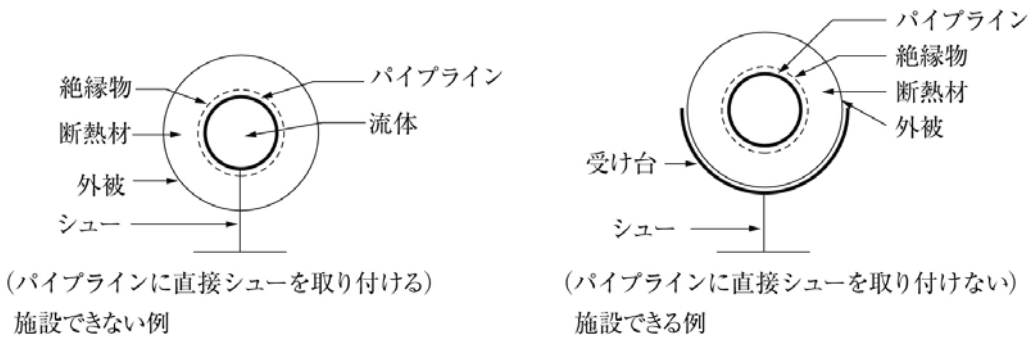 絶縁物
パイプライン
断熱材
流体
外被
シュー
(パイプラインに直接シューを取り付ける)
施設できない例
パイプライン
絶縁物
断熱材
外被
受け台
シュー
(パイプラインに直接シューを取り付けない)
施設できる例